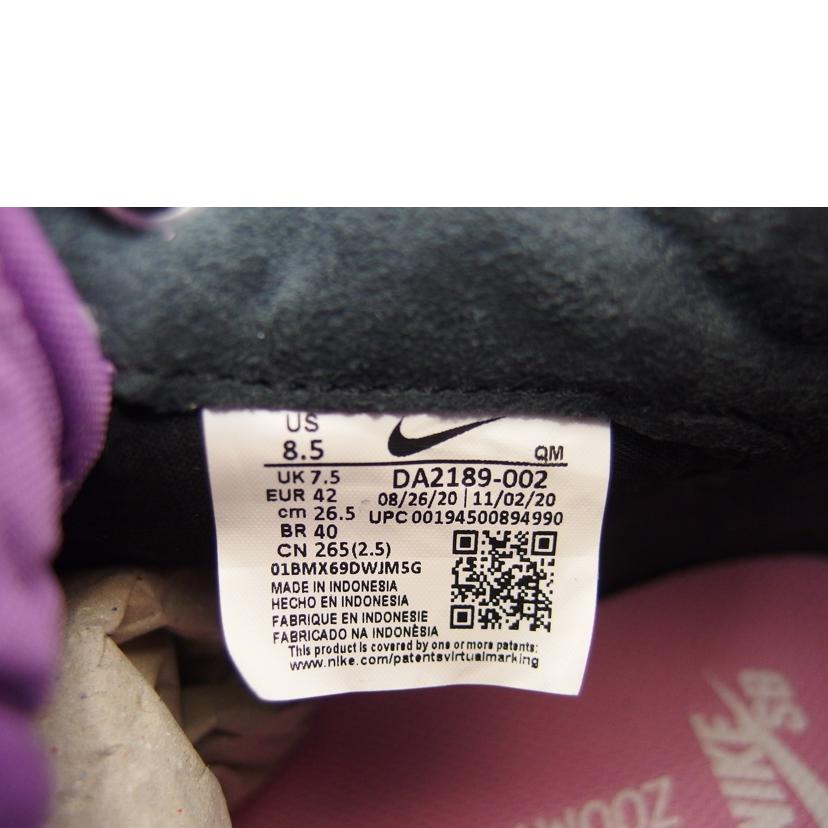 US
8.5
QM
UK 7.5
DA2189-002
EUR 42
08/26/20 | 11/02/20
cm 26.5
UPC 00194500894990
BR 40
CN 265(2.5)
01BMX69DWJM5G
MADE IN INDONESIA
HECHO EN INDONESIA
FABRIQUE EN INDONESIE
FABRICADO NA INDONÈSIA
This product is covered by one or more patents:
www.nike.com/patentsvirtualmarking
NIKE SB
ZOOM